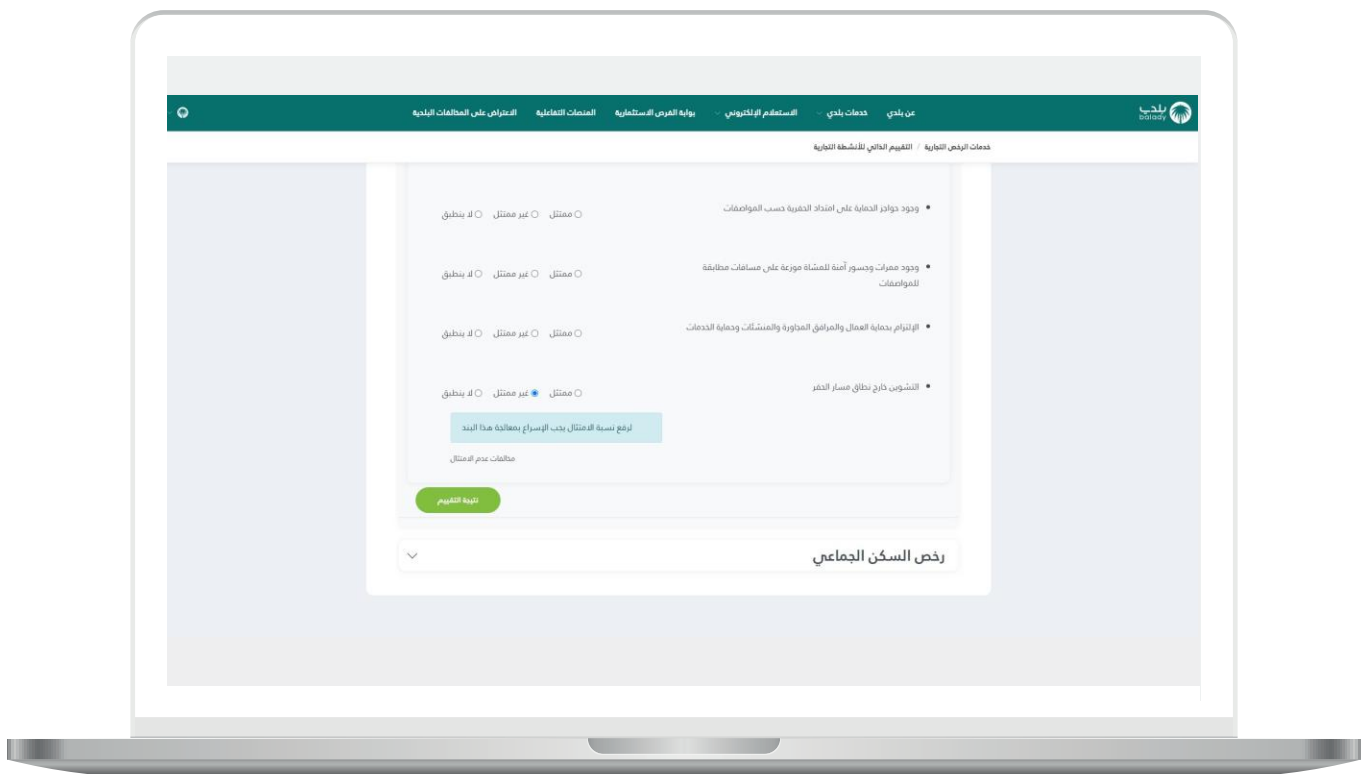 بلدي
balady
عن بلدي خدمات بلدي الاستعلام الإلكتروني بوابة الفرص الاستثمارية المنصات التفاعلية الاعتراض على المخالفات البلدية
خدمات الرخص التجارية / التقييم الذاتي للأنشطة التجارية
• وجود حواجز الحماية على امتداد الحفرية حسب المواصفات
ممتثل غير ممتثل لا ينطبق
• وجود ممرات وجسور آمنة للمشاة موزعة على مسافات مطابقة
للمواصفات
ممتثل غير ممتثل لا ينطبق
• الإلتزام بحماية العمال والمرافق المجاورة والمنشئات وحماية الخدمات
ممتثل غير ممتثل لا ينطبق
• التشوين خارج نطاق مسار الحفر
ممتثل غير ممتثل لا ينطبق
لرفع نسبة الامتثال يجب الإسراع بمعالجة هذا البند
مخالفات عدم الامتثال
نتيجة التقييم
رخص السكن الجماعي